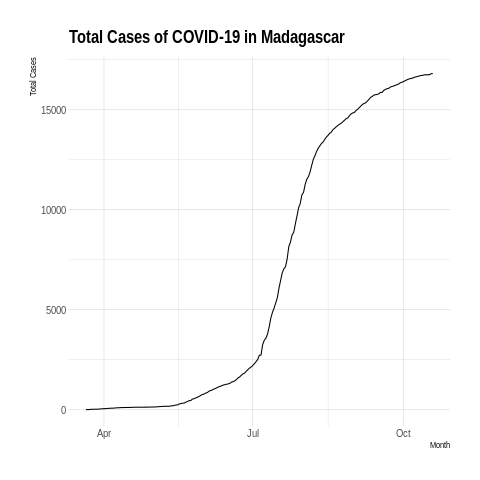 Total Cases of COVID-19 in Madagascar
Total Cases
15000
10000
5000
0
Apr
Jul
Oct
Month